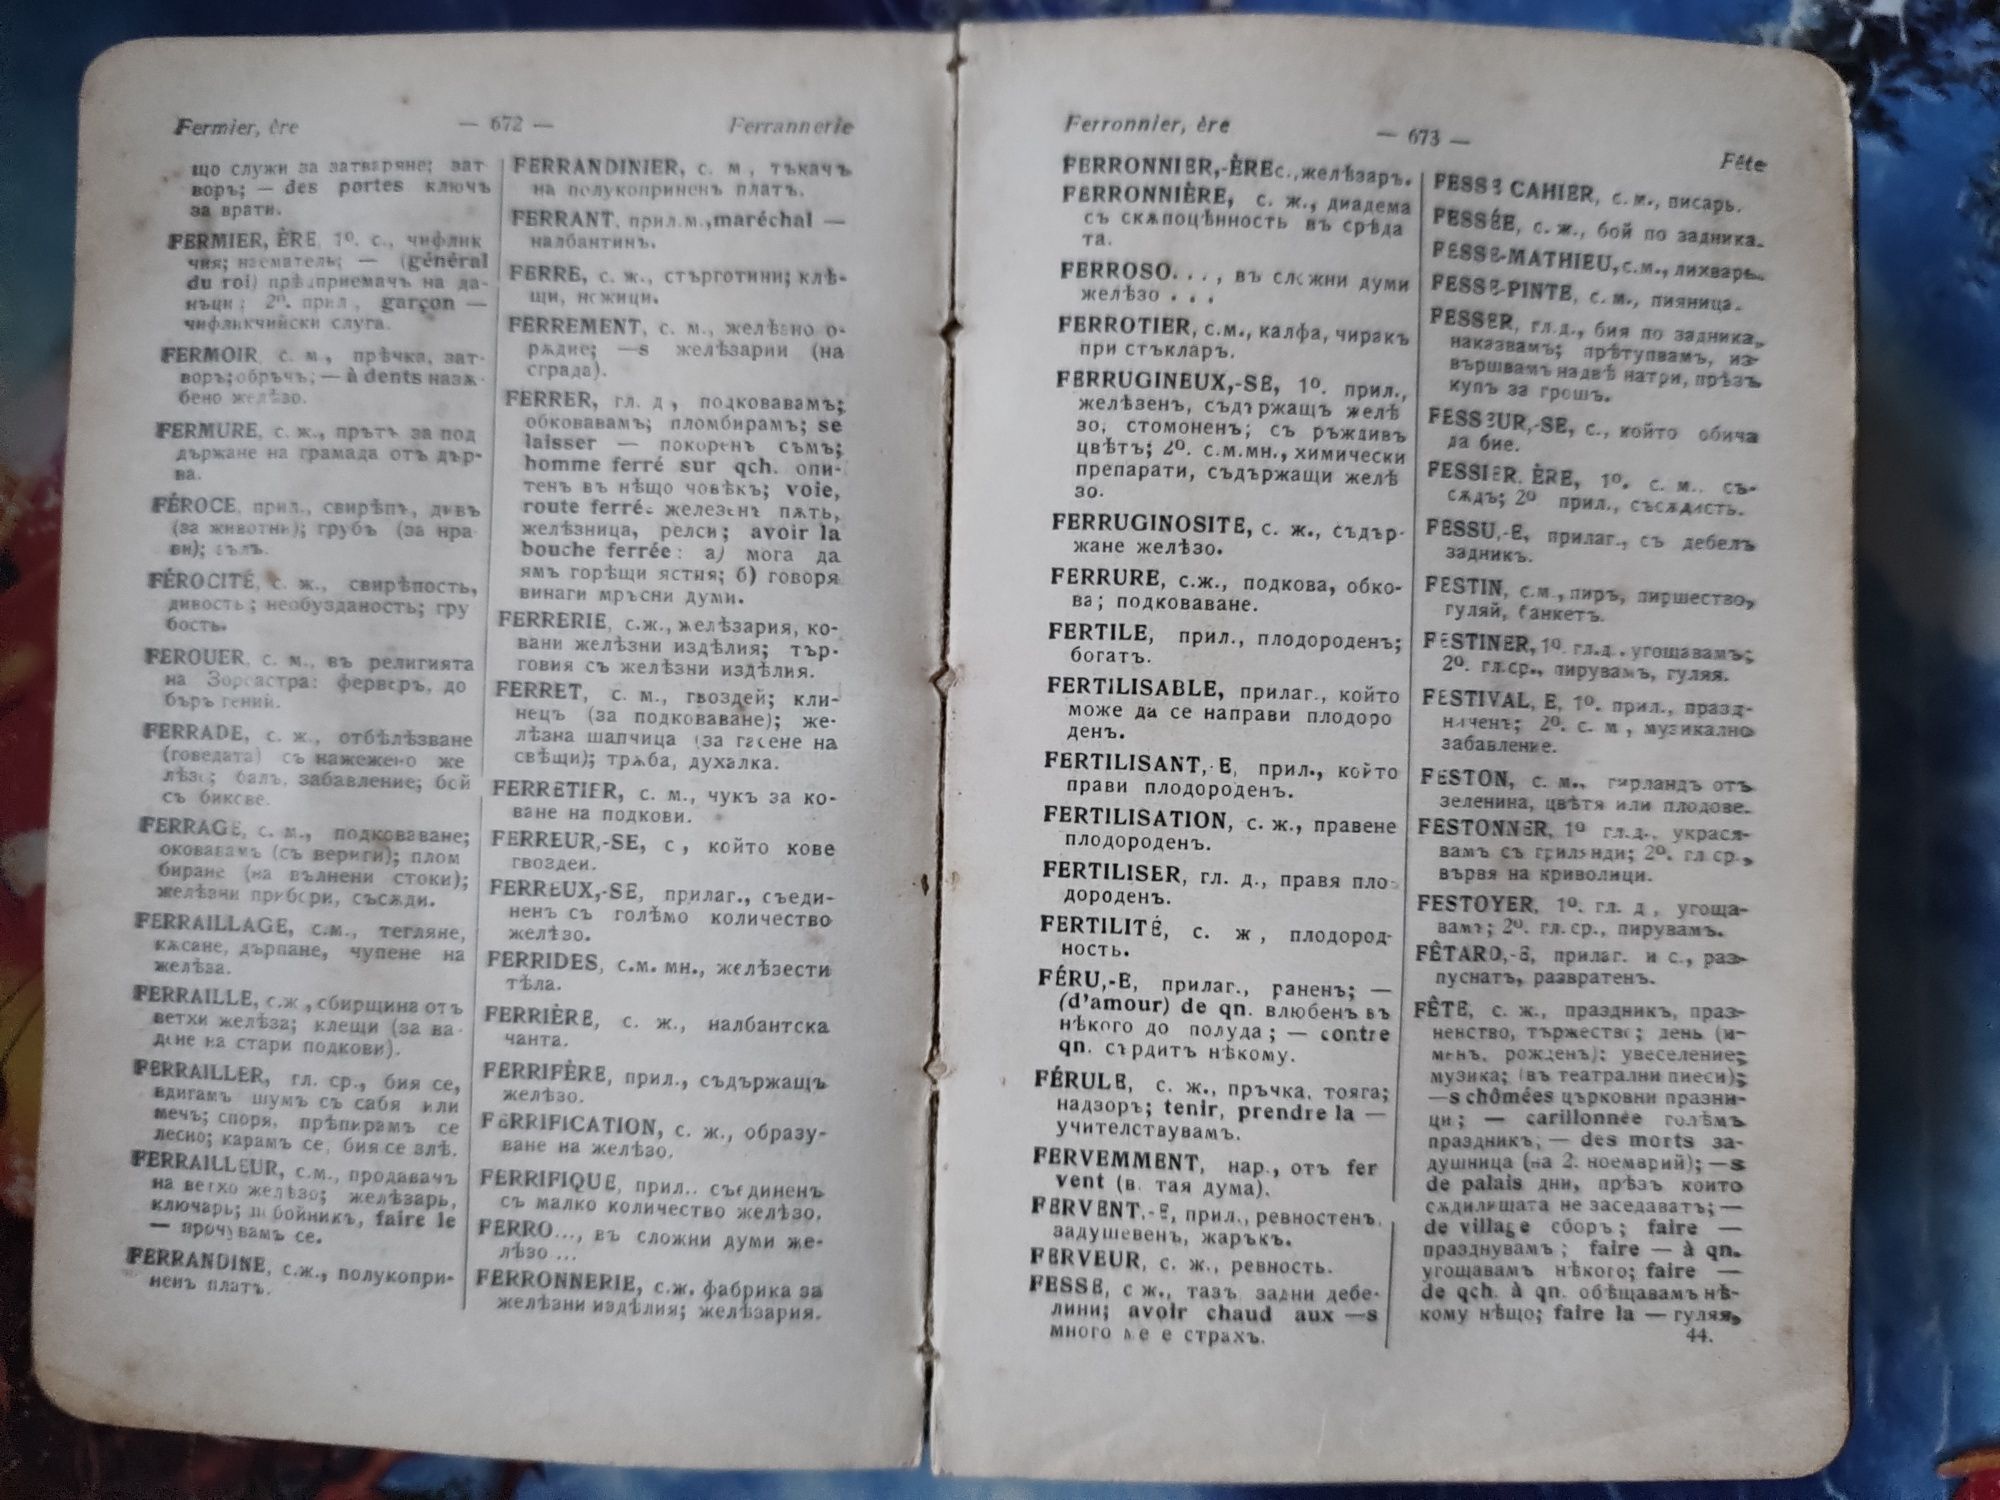 Fermier, ère — 672 — Ferrannerie
що служи за затваряне; зат-
воръ; — des portes ключъ
за врати.
FERMIER, ÈRE, 1º. с., чифлик
чия; наематель; — (général
du roi) прѣдприемачъ на да-
нъци; 2º. прил., garçon —
чифликчийски слуга.
FERMOIR, с. м., прѣчка, зат-
воръ; обръчъ; — à dents назѫ-
бено желѣзо.
FERMURE, с. ж., прътъ за под
държане на грамада отъ дър-
ва.
FÉROCE, прил., свирѣпъ, дивъ
(за животни); грубъ (за нра
ви); зълъ.
FÉROCITÉ, с. ж., свирѣпость,
дивость; необузданость; гру
бость.
FEROUER, с. м., въ религията
на Зороастра: ферверъ, до
бъръ гений.
FERRADE, с. ж., отбѣлѣзване
(говедата) съ нажежено же
лѣзо; балъ, забавление; бой
съ бикове.
FERRAGE, с. м., подковаване;
оковавамъ (съ вериги); плом
биране (на вълнени стоки);
желѣзни прибори, съсѫди.
FERRAILLAGE, с.м., тегляне,
кѫсане, дърпане, чупене на
желѣза.
FERRAILLE, с.ж., сбирщина отъ
ветхи желѣза; клещи (за ва-
дене на стари подкови).
FERRAILLER, гл. ср., бия се,
вдигамъ шумъ съ сабя или
мечъ; споря, прѣпирамъ се
лесно; карамъ се, бия се злѣ.
FERRAILLEUR, с.м., продавачъ
на ветхо желѣзо; желѣзарь,
ключарь; побойникъ, faire le
— прочувамъ се.
FERRANDINE, с.ж., полукопри-
ненъ платъ.
FERRANDINIER, с. м., тъкачъ
на полукоприненъ платъ.
FERRANT, прил.м., maréchal —
налбантинъ.
FERRE, с. ж., стърготини; клѣ-
щи, ножици.
FERREMENT, с. м., желѣзно о-
рѫдие; —s желѣзарии (на
сграда).
FERRER, гл. д., подковавамъ;
обковавамъ; пломбирамъ; se
laisser — покоренъ съмъ;
homme ferré sur qch. опи-
тенъ въ нѣщо човѣкъ; voie,
route ferré. железенъ пѫть,
желѣзница, релси; avoir la
bouche ferrée: а) мога да
ямъ горѣщи ястия; б) говоря
винаги мръсни думи.
FERRERIE, с.ж., желѣзария, ко-
вани желѣзни издѣлия; тър-
говия съ желѣзни издѣлия.
FERRET, с. м., гвоздей; кли-
нецъ (за подковаване); же-
лѣзна шапчица (за гасене на
свѣщи); трѫба, духалка.
FERRETIER, с. м., чукъ за ко-
ване на подкови.
FERREUR,-SE, с, който кове
гвоздеи.
FERREUX,-SE, прилаг., съеди-
ненъ съ голѣмо количество
желѣзо.
FERRIDES, с.м. мн., желѣзести
тѣла.
FERRIÈRE, с. ж., налбантска
чанта.
FERRIFÈRE, прил., съдържащъ
желѣзо.
FERRIFICATION, с. ж., образу-
ване на желѣзо.
FERRIFIQUE, прил.. съединенъ
съ малко количество желѣзо.
FERRO..., въ сложни думи же-
лѣзо ...
FERRONNERIE, с.ж. фабрика за
желѣзни издѣлия; желѣзария.
Ferronnier, ère — 673 — Fête
FERRONNIER,-ÈRE с., желѣзаръ.
FERRONNIÈRE, с. ж., диадема
съ скѫпоцѣнность въ срѣда
та.
FERROSO..., въ сложни думи
желѣзо ...
FERROTIER, с.м., калфа, чиракъ
при стъкларъ.
FERRUGINEUX,-SE, 1º. прил.,
желѣзенъ, съдържащъ желѣ
зо, стомоненъ; съ ръждивъ
цвѣтъ; 2º. с.м.мн., химически
препарати, съдържащи желѣ
зо.
FERRUGINOSITE, с. ж., съдър-
жане желѣзо.
FERRURE, с.ж., подкова, обко-
ва; подковаване.
FERTILE, прил., плодороденъ;
богатъ.
FERTILISABLE, прилаг., който
може да се направи плодоро
денъ.
FERTILISANT,-E, прил., който
прави плодороденъ.
FERTILISATION, с. ж., правене
плодороденъ.
FERTILISER, гл. д., правя пло-
дороденъ.
FERTILITÉ, с. ж, плодород-
ность.
FÉRU,-E, прилаг., раненъ; —
(d'amour) de qn. влюбенъ въ
нѣкого до полуда; — contre
qn. сърдитъ нѣкому.
FÉRULE, с. ж., пръчка, тояга;
надзоръ; tenir, prendre la —
учителствувамъ.
FERVEMMENT, нар., отъ fer
vent (в. тая дума).
FERVENT,-E, прил., ревностенъ,
задушевенъ, жаръкъ.
FERVEUR, с. ж., ревность.
FESSE, с ж., тазъ, задни дебе-
лини; avoir chaud aux —s
много ме е страхъ.
FESSE CAHIER, с. м., писарь.
FESSÉE, с. ж., бой по задника.
FESSE-MATHIEU, с.м., лихварь.
FESSE-PINTE, с. м., пияница.
FESSER, гл. д., бия по задника,
наказвамъ; прѣтупвамъ, из-
вършвамъ надвѣ натри, прѣзъ
купъ за грошъ.
FESSEUR,-SE, с., който обича
да бие.
FESSIER, ÈRE, 1º. с. м., съ-
сѫдъ; 2º прил., съсѫдистъ.
FESSU,-E, прилаг., съ дебелъ
задникъ.
FESTIN, с.м., пиръ, пиршество,
гуляй, банкетъ.
FESTINER, 1º. гл.д., угощавамъ;
2º. гл.ср., пирувамъ, гуляя.
FESTIVAL, E, 1º. прил., празд-
ниченъ; 2º. с. м., музикално
забавление.
FESTON, с. м., гирландъ отъ
зеленина, цвѣтя или плодове.
FESTONNER, 1º гл.д., украся-
вамъ съ гирлянди; 2º. гл ср.,
вървя на криволици.
FESTOYER, 1º. гл. д, угоща-
вамъ; 2º. гл. ср., пирувамъ.
FÊTARD,-E, прилаг. и с., раз-
пуснатъ, развратенъ.
FÊTE, с. ж., праздникъ, праз-
ненство, тържество; день (и-
менъ, рожденъ); увеселение;
музика; (въ театрални пиеси);
—s chômées църковни празни-
ци; — carillonnée голѣмъ
праздникъ; — des morts за-
душница (на 2. ноемврий); —s
de palais дни, прѣзъ които
сѫдилищата не заседаватъ; —
de village сборъ; faire —
празднувамъ; faire — à qn.
угощавамъ нѣкого; faire —
de qch. à qn. обѣщавамъ нѣ-
кому нѣщо; faire la — гуляя,
44.